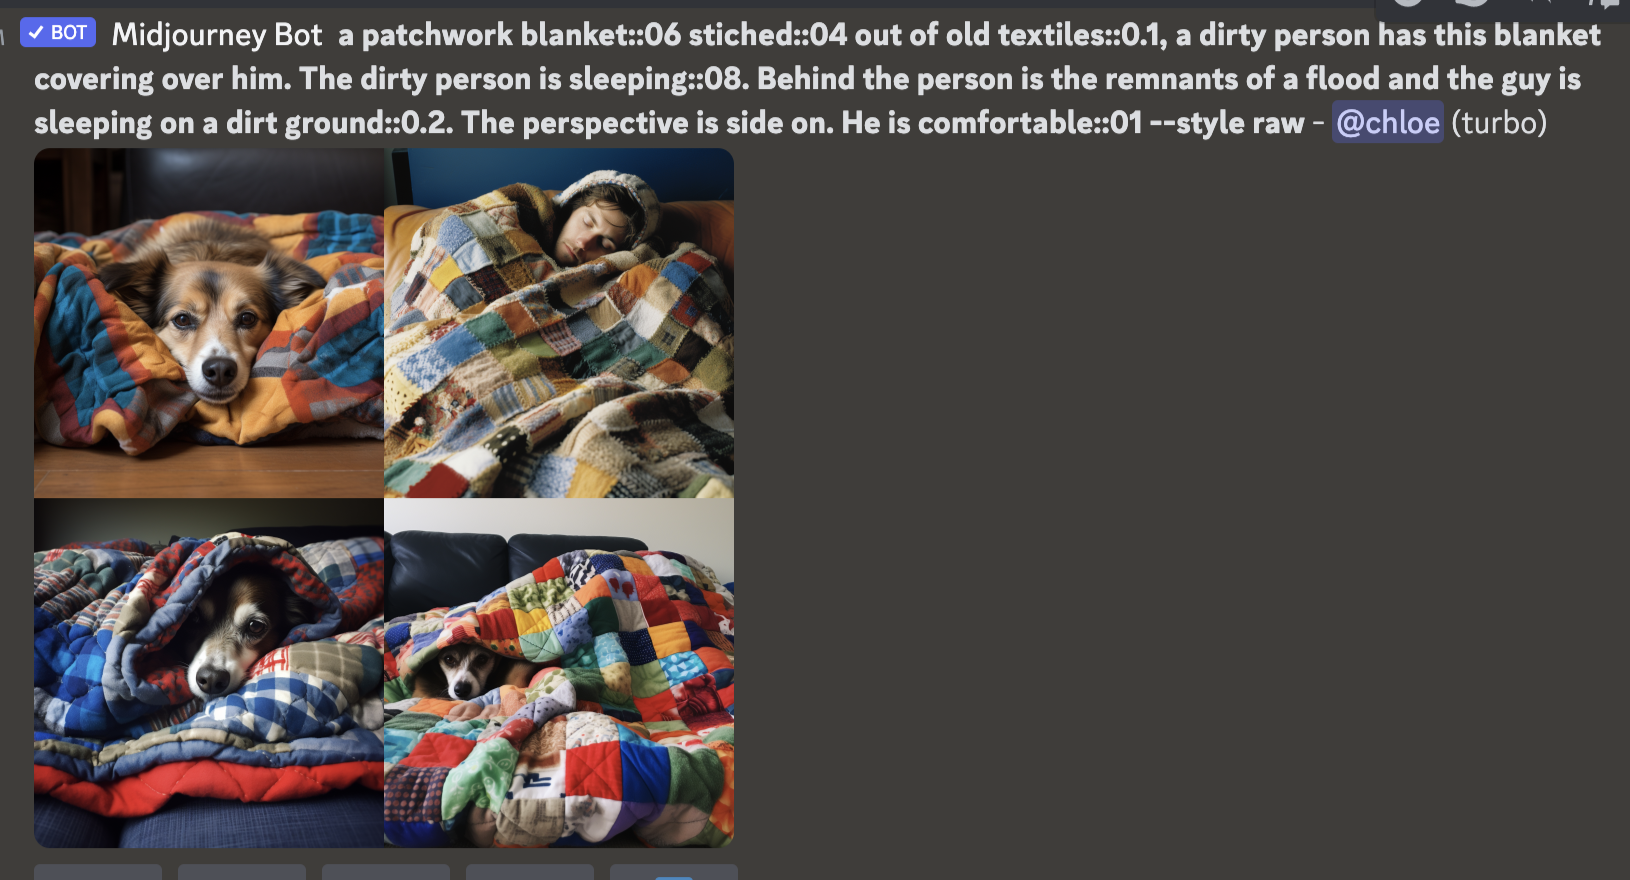 ✓ BOT Midjourney Bot a patchwork blanket::06 stiched::04 out of old textiles::0.1, a dirty person has this blanket
covering over him. The dirty person is sleeping::08. Behind the person is the remnants of a flood and the guy is
sleeping on a dirt ground::0.2. The perspective is side on. He is comfortable::01 --style raw - @chloe (turbo)